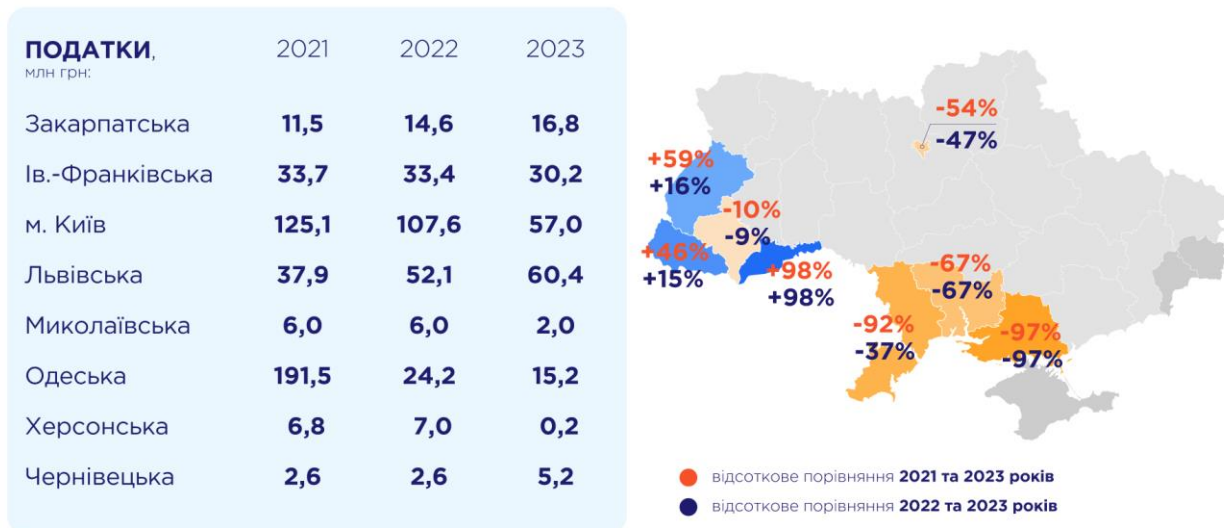 ПОДАТКИ, 2021 2022 2023
млн грн:
Закарпатська 11,5 14,6 16,8
Ів.-Франківська 33,7 33,4 30,2
м. Київ 125,1 107,6 57,0
Львівська 37,9 52,1 60,4
Миколаївська 6,0 6,0 2,0
Одеська 191,5 24,2 15,2
Херсонська 6,8 7,0 0,2
Чернівецька 2,6 2,6 5,2
-54%
-47%
+59%
+16%
-10%
-9%
+46%
+15%
+98%
+98%
-67%
-67%
-92%
-37%
-97%
-97%
відсоткове порівняння 2021 та 2023 років
відсоткове порівняння 2022 та 2023 років